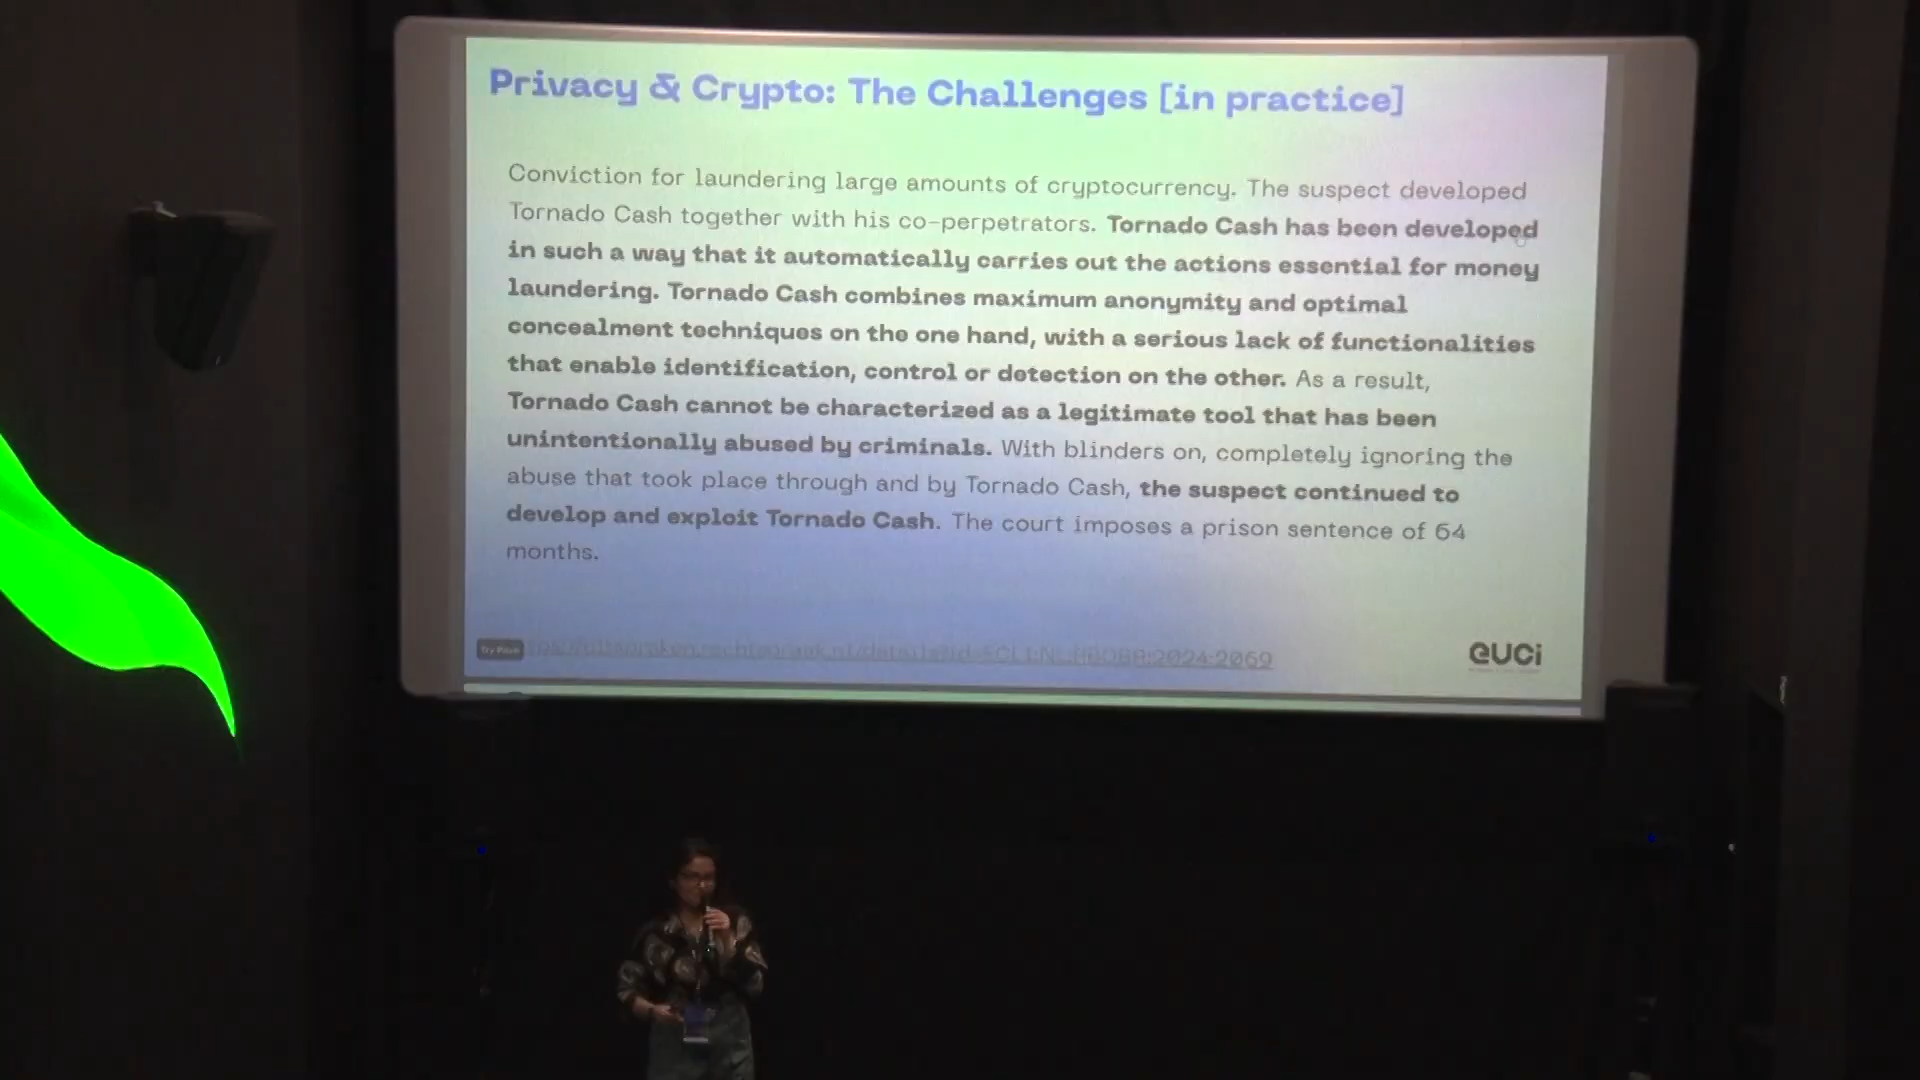 Privacy & Crypto: The Challenges [in practice]
Conviction for laundering large amounts of cryptocurrency. The suspect developed
Tornado Cash together with his co-perpetrators. Tornado Cash has been developed
in such a way that it automatically carries out the actions essential for money
laundering. Tornado Cash combines maximum anonymity and optimal
concealment techniques on the one hand, with a serious lack of functionalities
that enable identification, control or detection on the other. As a result,
Tornado Cash cannot be characterized as a legitimate tool that has been
unintentionally abused by criminals. With blinders on, completely ignoring the
abuse that took place through and by Tornado Cash, the suspect continued to
develop and exploit Tornado Cash. The court imposes a prison sentence of 64
months.
Try Pitch
euci